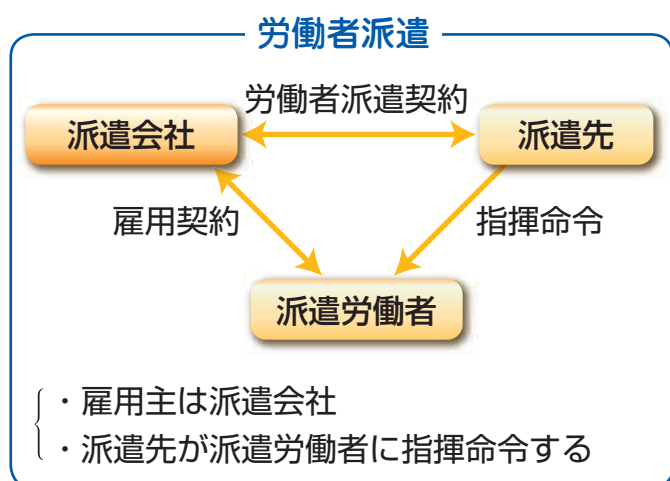 労働者派遣
労働者派遣契約
派遣会社
派遣先
雇用契約
指揮命令
派遣労働者
・雇用主は派遣会社
・派遣先が派遣労働者に指揮命令する